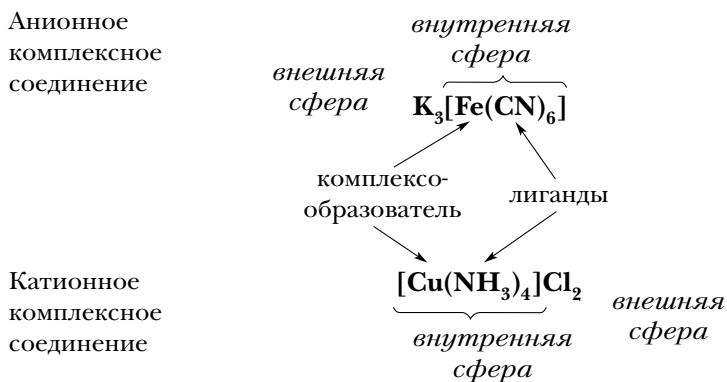 Анионное
комплексное
соединение
внутренняя
сфера
внешняя
сфера
K₃[Fe(CN)₆]
комплексо-
образователь
лиганды
Катионное
комплексное
соединение
[Cu(NH₃)₄]Cl₂
внутренняя
сфера
внешняя
сфера